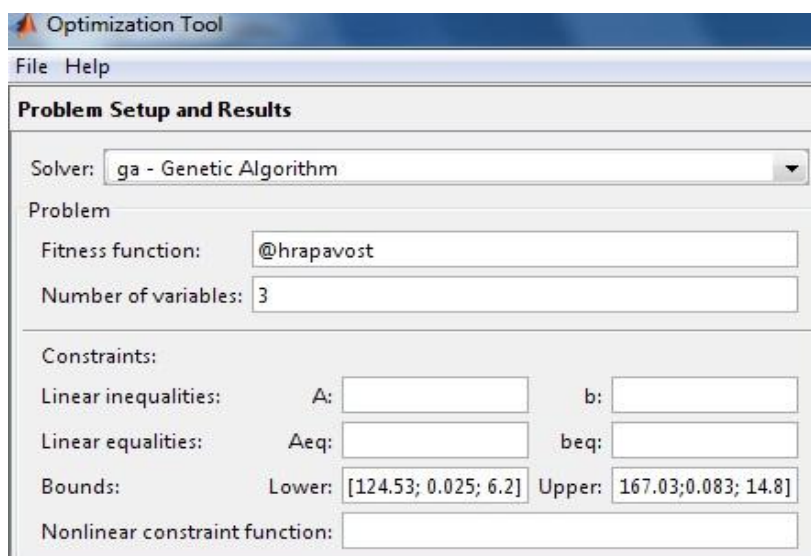 Optimization Tool
File Help
Problem Setup and Results
Solver: ga - Genetic Algorithm
Problem
Fitness function: @hrapavost
Number of variables: 3
Constraints:
Linear inequalities: A: b:
Linear equalities: Aeq: beq:
Bounds: Lower: [124.53; 0.025; 6.2] Upper: 167.03;0.083; 14.8]
Nonlinear constraint function: